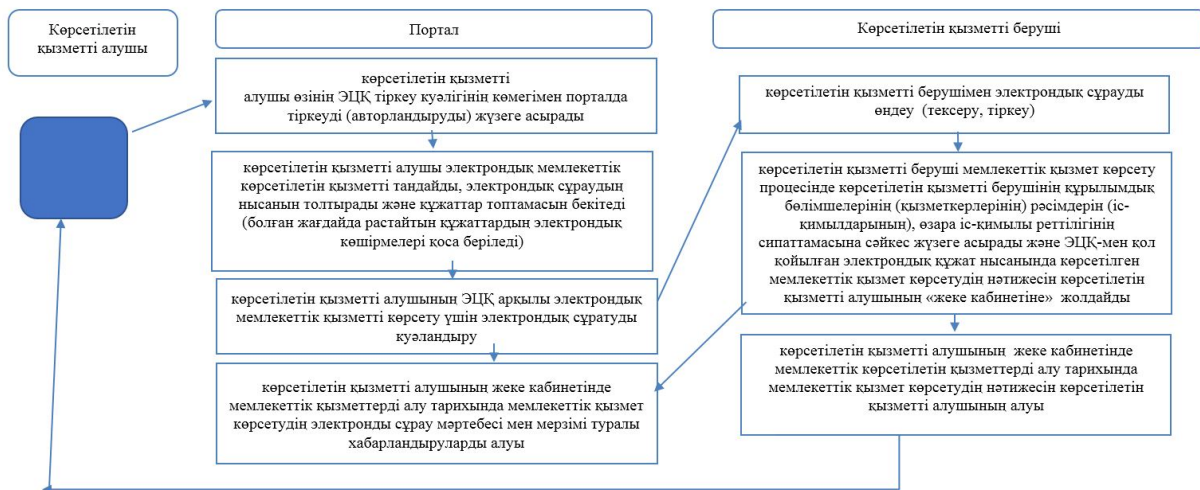 Көрсетілетін
қызметті алушы
Портал
Көрсетілетін қызметті беруші
көрсетілетін қызметті
алушы өзінің ЭЦҚ тіркеу куәлігінің көмегімен порталда
тіркеуді (авторландыруды) жүзеге асырады
көрсетілетін қызметті алушы электрондық мемлекеттік
көрсетілетін қызметті тандайды, электрондық сұраудың
нысанын толтырады және құжаттар топтамасын бекітеді
(болған жағдайда растайтын құжаттардың электрондық
көшірмелері қоса беріледі)
көрсетілетін қызметті алушының ЭЦҚ арқылы электрондық
мемлекеттік қызметті көрсету үшін электрондық сұратуды
куәландыру
көрсетілетін қызметті алушының жеке кабинетінде
мемлекеттік қызметтерді алу тарихында мемлекеттік қызмет
көрсетудің электронды сұрау мәртебесі мен мерзімі туралы
хабарландыруларды алуы
көрсетілетін қызметті берушімен электрондық сұрауды
өңдеу (тексеру, тіркеу)
көрсетілетін қызметті беруші мемлекеттік қызмет көрсету
процесінде көрсетілетін қызметті берушінің құрылымдық
бөлімшелерінің (қызметкерлерінің) рәсімдерін (іс-
қимылдарының), өзара іс-қимылы реттілігінің
сипаттамасына сәйкес жүзеге асырады және ЭЦҚ-мен қол
қойылған электрондық құжат нысанында көрсетілген
мемлекеттік қызмет көрсетудің нәтижесін көрсетілетін
қызметті алушының «жеке кабинетіне» жолдайды
көрсетілетін қызметті алушының жеке кабинетінде
мемлекеттік көрсетілетін қызметтерді алу тарихында
мемлекеттік қызмет көрсетудің нәтижесін көрсетілетін
қызметті алушының алуы